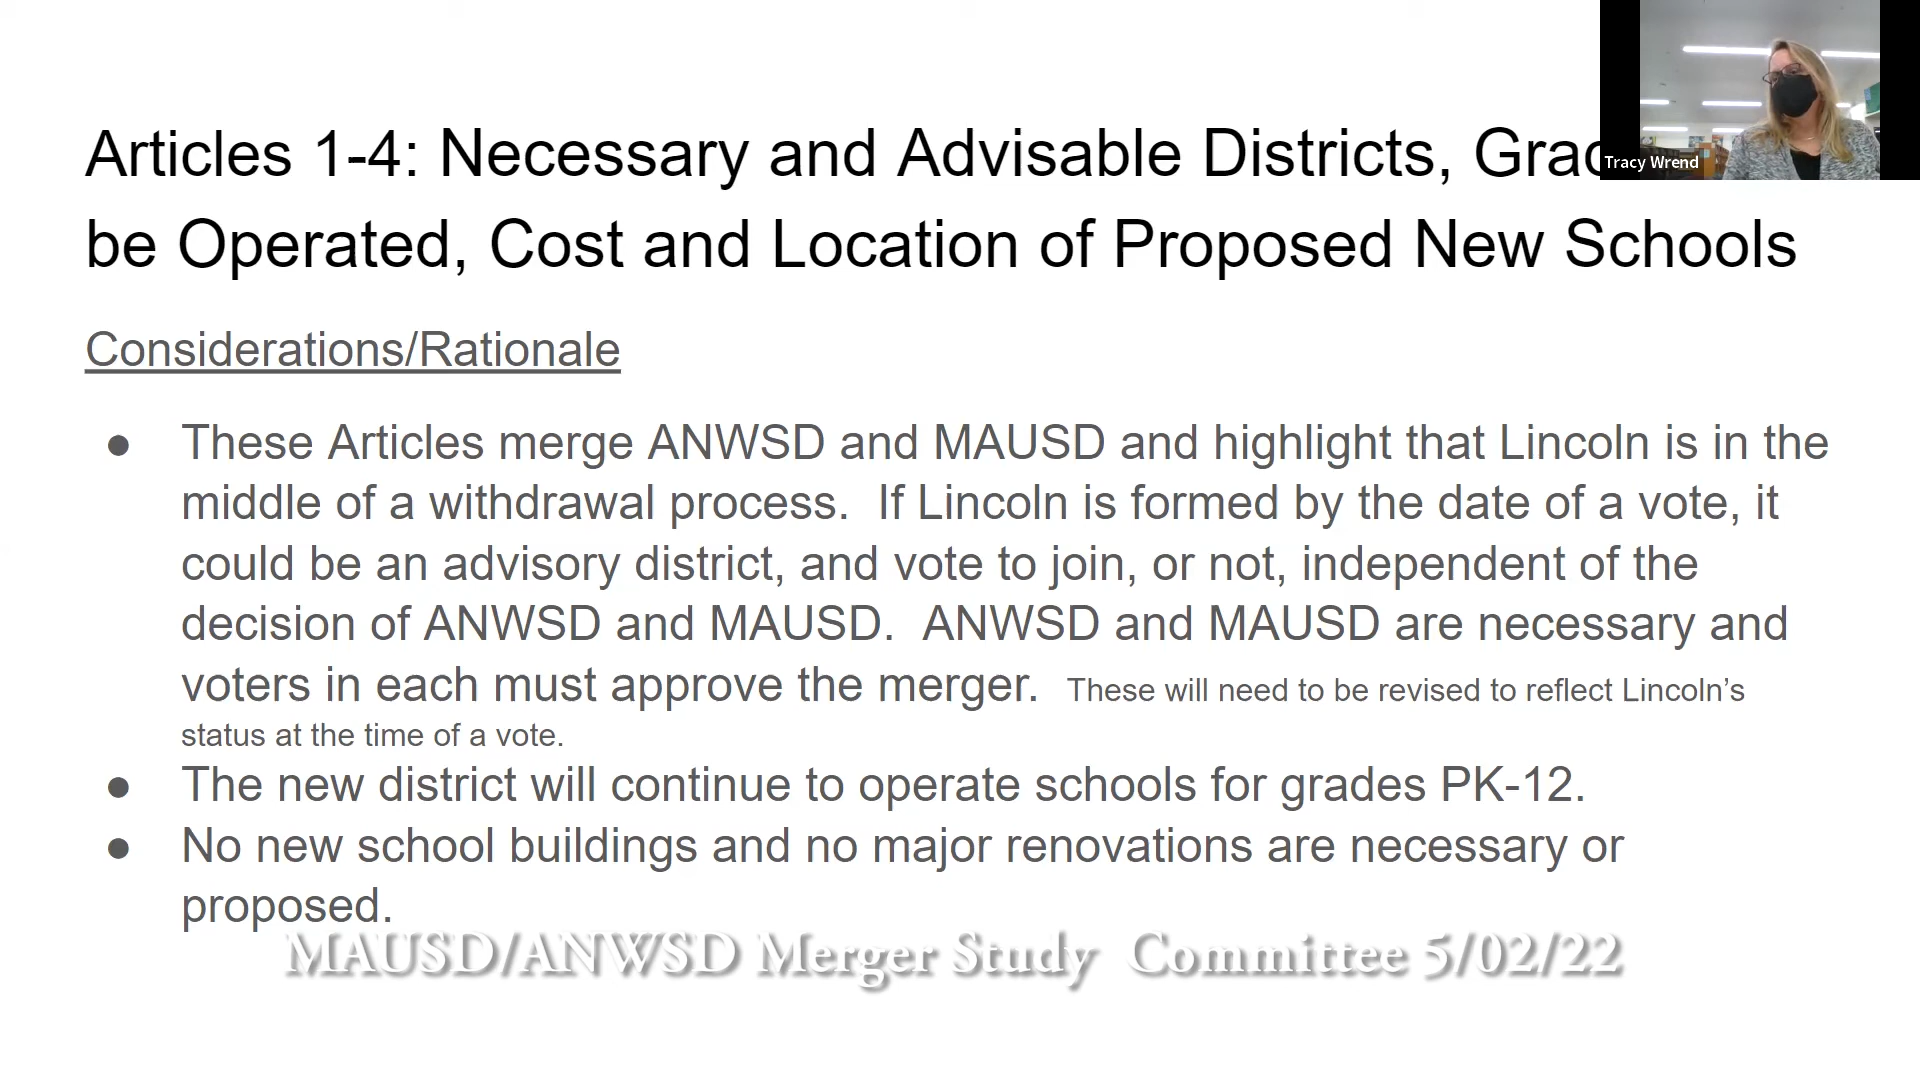 Articles 1-4: Necessary and Advisable Districts,
be Operated, Cost and Location of Proposed New Schools
Tracy Wrend
Considerations/Rationale
● These Articles merge ANWSD and MAUSD and highlight that Lincoln is in the
middle of a withdrawal process. If Lincoln is formed by the date of a vote, it
could be an advisory district, and vote to join, or not, independent of the
decision of ANWSD and MAUSD. ANWSD and MAUSD are necessary and
voters in each must approve the merger. These will need to be revised to reflect Lincoln’s
status at the time of a vote.
● The new district will continue to operate schools for grades PK-12.
● No new school buildings and no major renovations are necessary or
proposed.
MAUSD/ANWSD Merger Study Committee 5/02/22